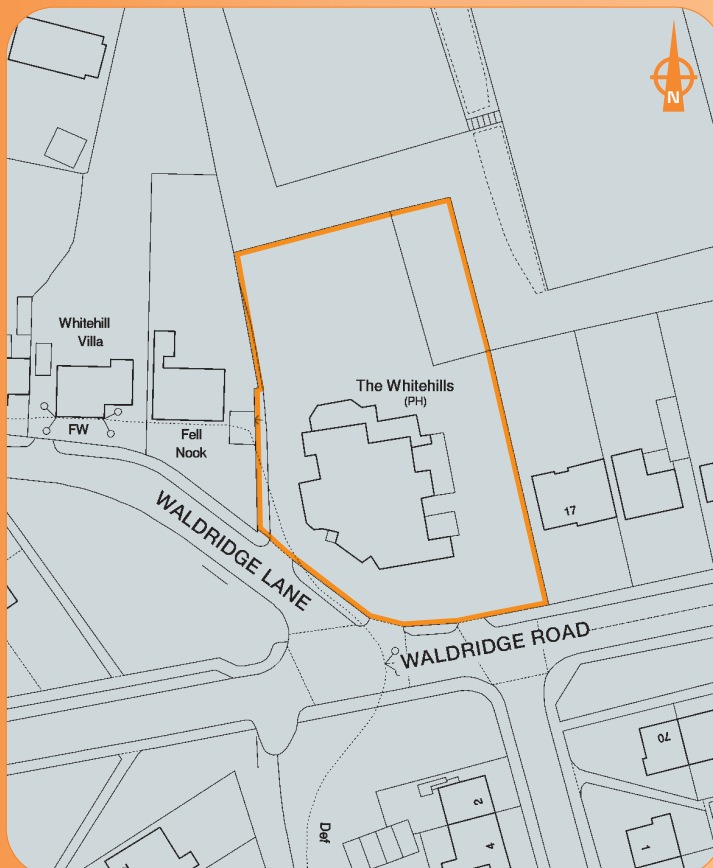 N
Whitehill
Villa
The Whitehills
(PH)
FW
Fell
Nook
17
WALDRIDGE LANE
WALDRIDGE ROAD
70
2
Def
4
1